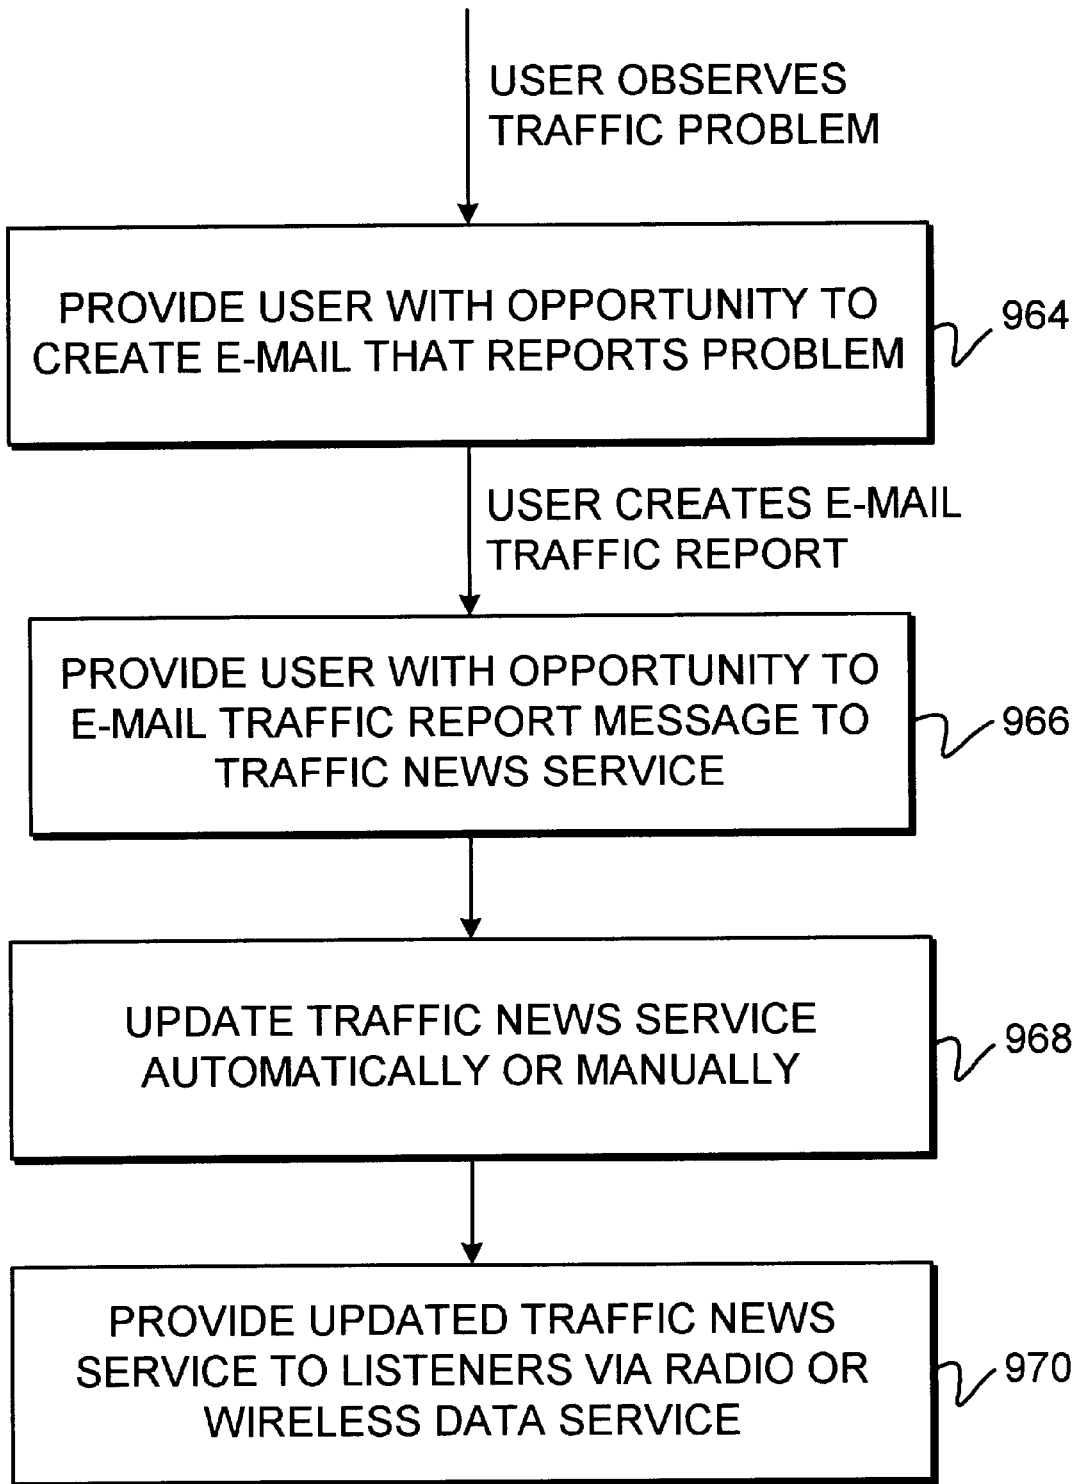 USER OBSERVES
TRAFFIC PROBLEM
PROVIDE USER WITH OPPORTUNITY TO
CREATE E-MAIL THAT REPORTS PROBLEM
964
USER CREATES E-MAIL
TRAFFIC REPORT
PROVIDE USER WITH OPPORTUNITY TO
E-MAIL TRAFFIC REPORT MESSAGE TO
TRAFFIC NEWS SERVICE
966
UPDATE TRAFFIC NEWS SERVICE
AUTOMATICALLY OR MANUALLY
968
PROVIDE UPDATED TRAFFIC NEWS
SERVICE TO LISTENERS VIA RADIO OR
WIRELESS DATA SERVICE
970